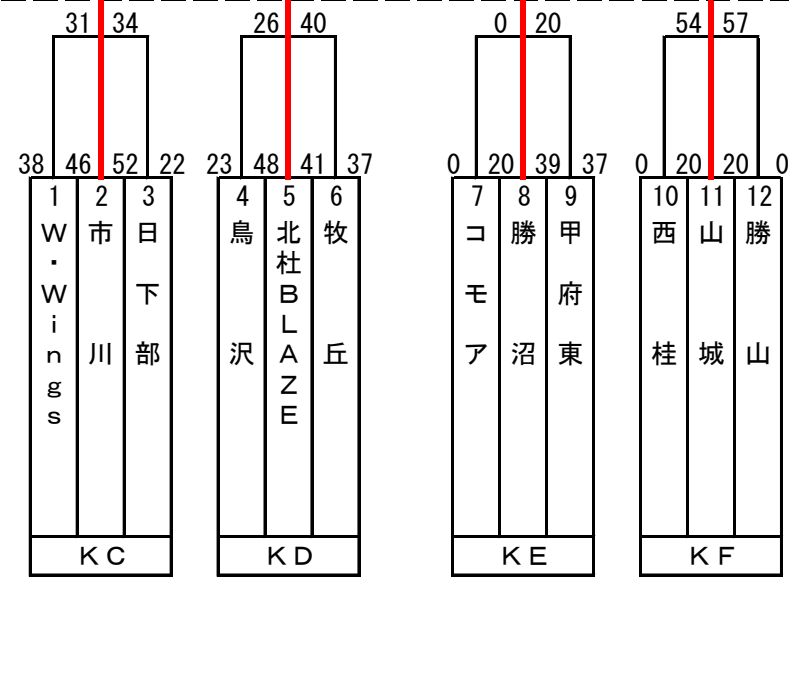 31 34 26 40 0 20 54 57
38 46 52 22 23 48 41 37 0 20 39 37 0 20 20 0
1 2 3 4 5 6 7 8 9 10 11 12
W・Wings
市川
日下部
鳥沢
北杜BLAZE
牧丘
コモア
勝沼
甲府東
西桂
山城
勝山
KC KD KE KF